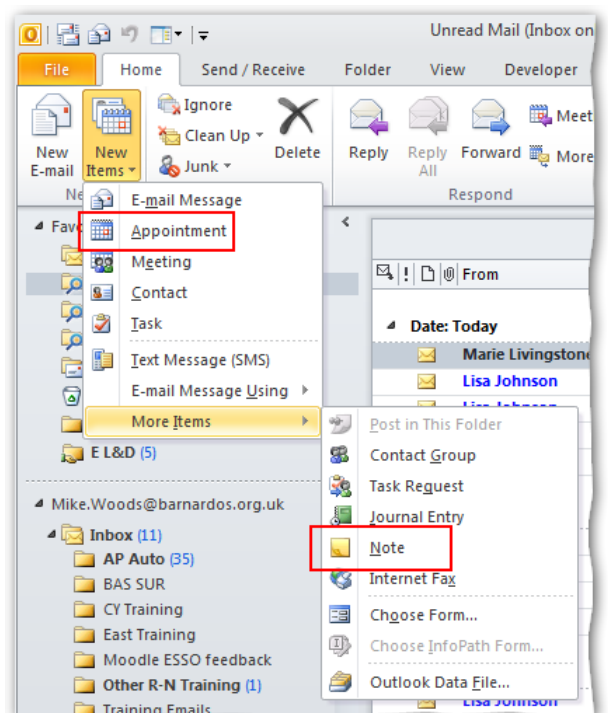 Unread Mail (Inbox on
File Home Send / Receive Folder View Developer
Ignore
Clean Up
Junk
New E-mail
New Items
Delete
Reply
Reply All
Forward
Meet
More
Respond
E-mail Message
Appointment
Meeting
Contact
Task
Text Message (SMS)
E-mail Message Using
More Items
Post in This Folder
Contact Group
Task Request
Journal Entry
Note
Internet Fax
Choose Form...
Choose InfoPath Form...
Outlook Data File...
E L&D (5)
Mike.Woods@barnardos.org.uk
Inbox (11)
AP Auto (35)
BAS SUR
CY Training
East Training
Moodle ESSO feedback
Other R-N Training (1)
Training Emails
! From
Date: Today
Marie Livingstone
Lisa Johnson
Lisa Johnson
Lisa Johnson